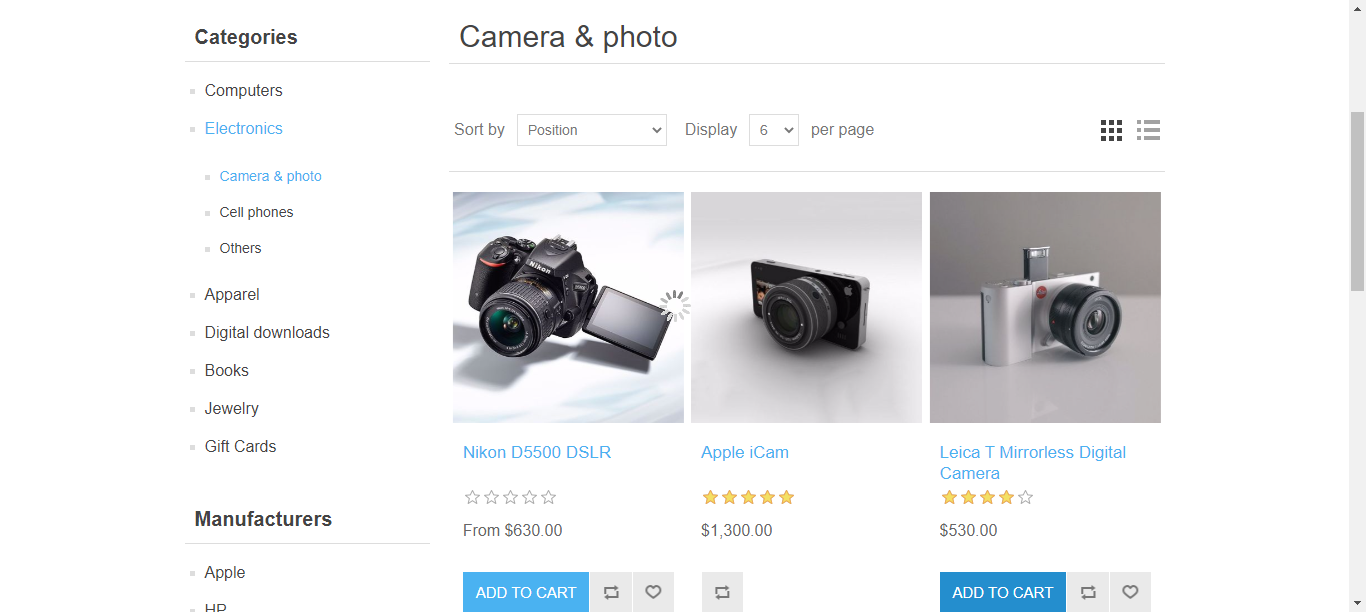 Categories
Computers
Electronics
Camera & photo
Cell phones
Others
Apparel
Digital downloads
Books
Jewelry
Gift Cards
Manufacturers
Apple
HP
Camera & photo
Sort by Position Display 6 per page
Nikon
Nikon D5500 DSLR
From $630.00
ADD TO CART
Apple iCam
$1,300.00
Leica T Mirrorless Digital
Camera
$530.00
ADD TO CART